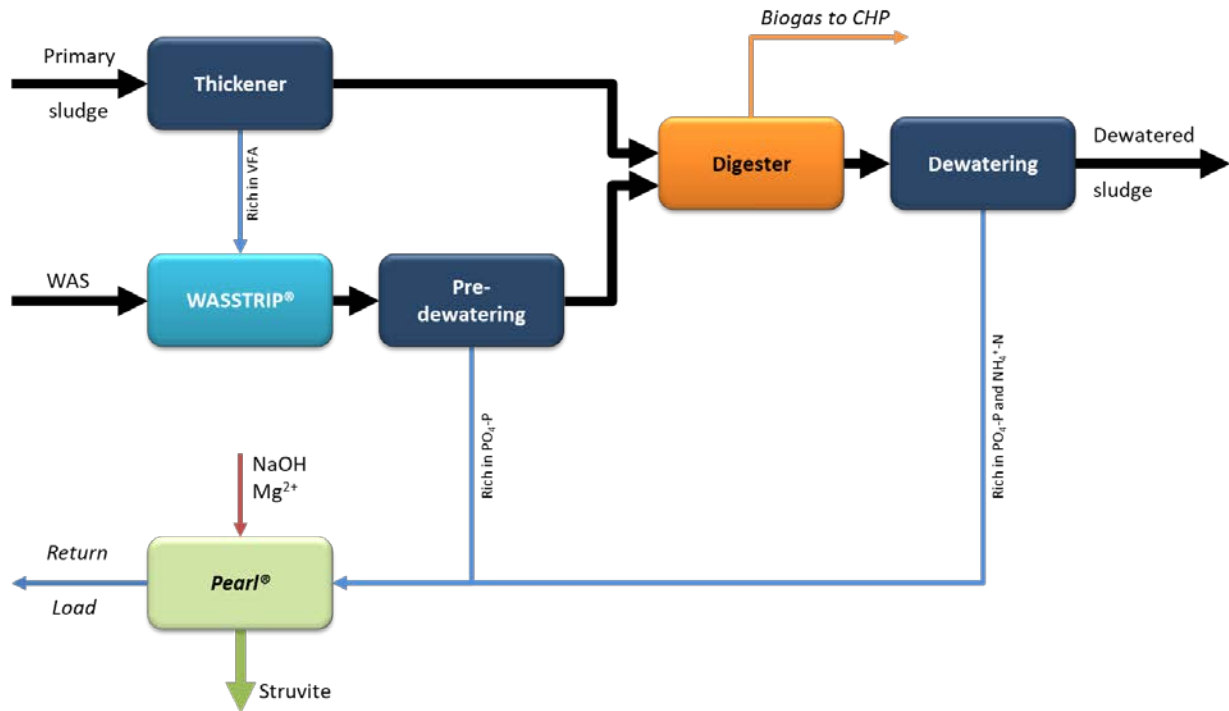 Biogas to CHP
Primary
sludge
Thickener
Rich in VFA
Digester
Dewatering
Dewatered
sludge
WAS
WASSTRIP®
Pre-
dewatering
Rich in PO₄-P
Rich in PO₄-P and NH₄⁺-N
NaOH
Mg²⁺
Return
Load
Pearl®
Struvite